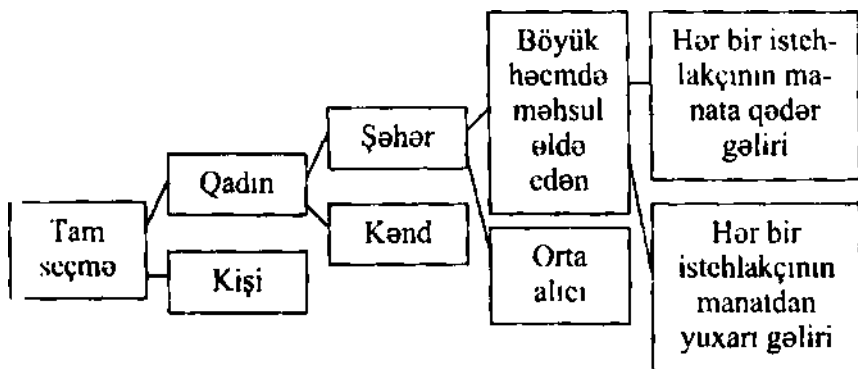 Tam
seçmə
Qadın
Kişi
Şəhər
Kənd
Böyük
həcmdə
məhsul
əldə
edən
Orta
alıcı
Hər bir isteh-
lakçının ma-
nata qədər
gəliri
Hər bir
istehlakçının
manatdan
yuxarı gəliri